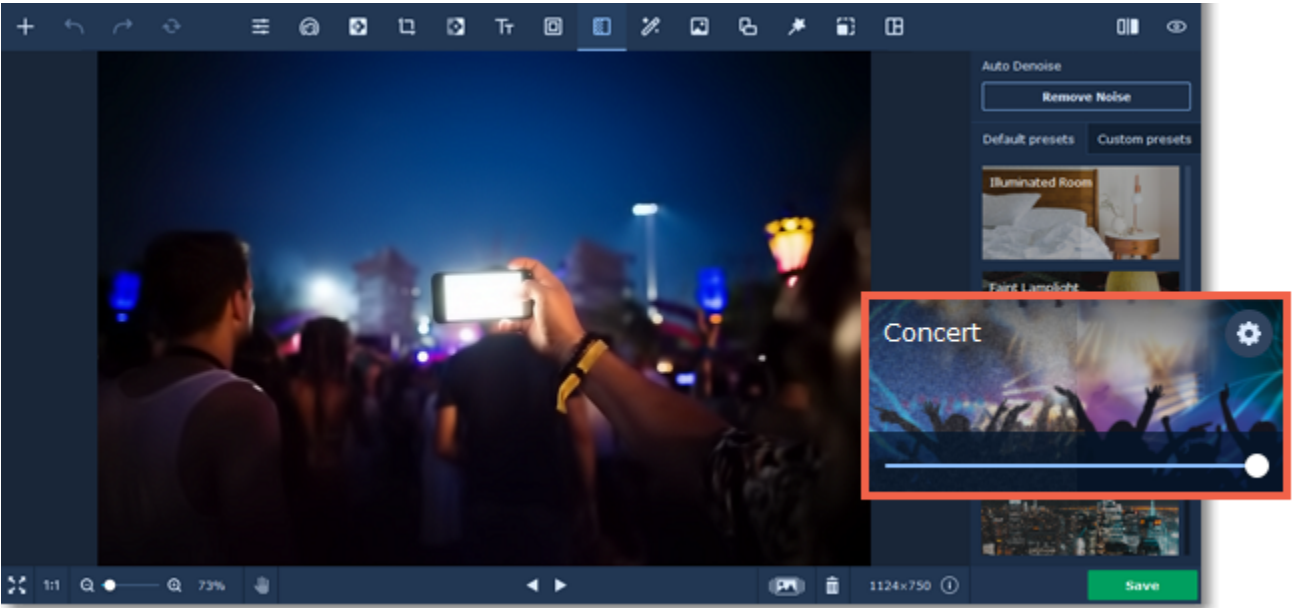 Auto Denoise
Remove Noise
Default presets
Custom presets
Illuminated Room
Faint Lamplight
Concert
1:1
73%
1124×750
Save